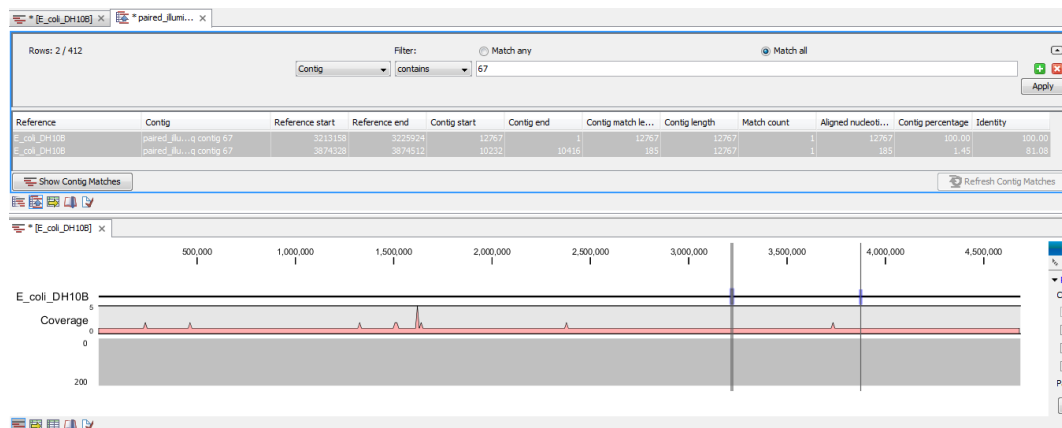 * [E_coli_DH10B] × * paired_illumi... ×
Rows: 2 / 412 Filter: Match any Match all
Contig contains 67
Apply
Reference Contig Reference start Reference end Contig start Contig end Contig match le... Contig length Match count Aligned nucleoti... Contig percentage Identity
E_coli_DH10B paired_illu...q contig 67 3213158 3225924 12767 1 12767 12767 1 12767 100.00 100.00
E_coli_DH10B paired_illu...q contig 67 3874328 3874512 10232 10416 185 12767 1 185 1.45 81.08
Show Contig Matches Refresh Contig Matches
* [E_coli_DH10B] ×
500,000 1,000,000 1,500,000 2,000,000 2,500,000 3,000,000 3,500,000 4,000,000 4,500,000
E_coli_DH10B
5
Coverage
0
0
200